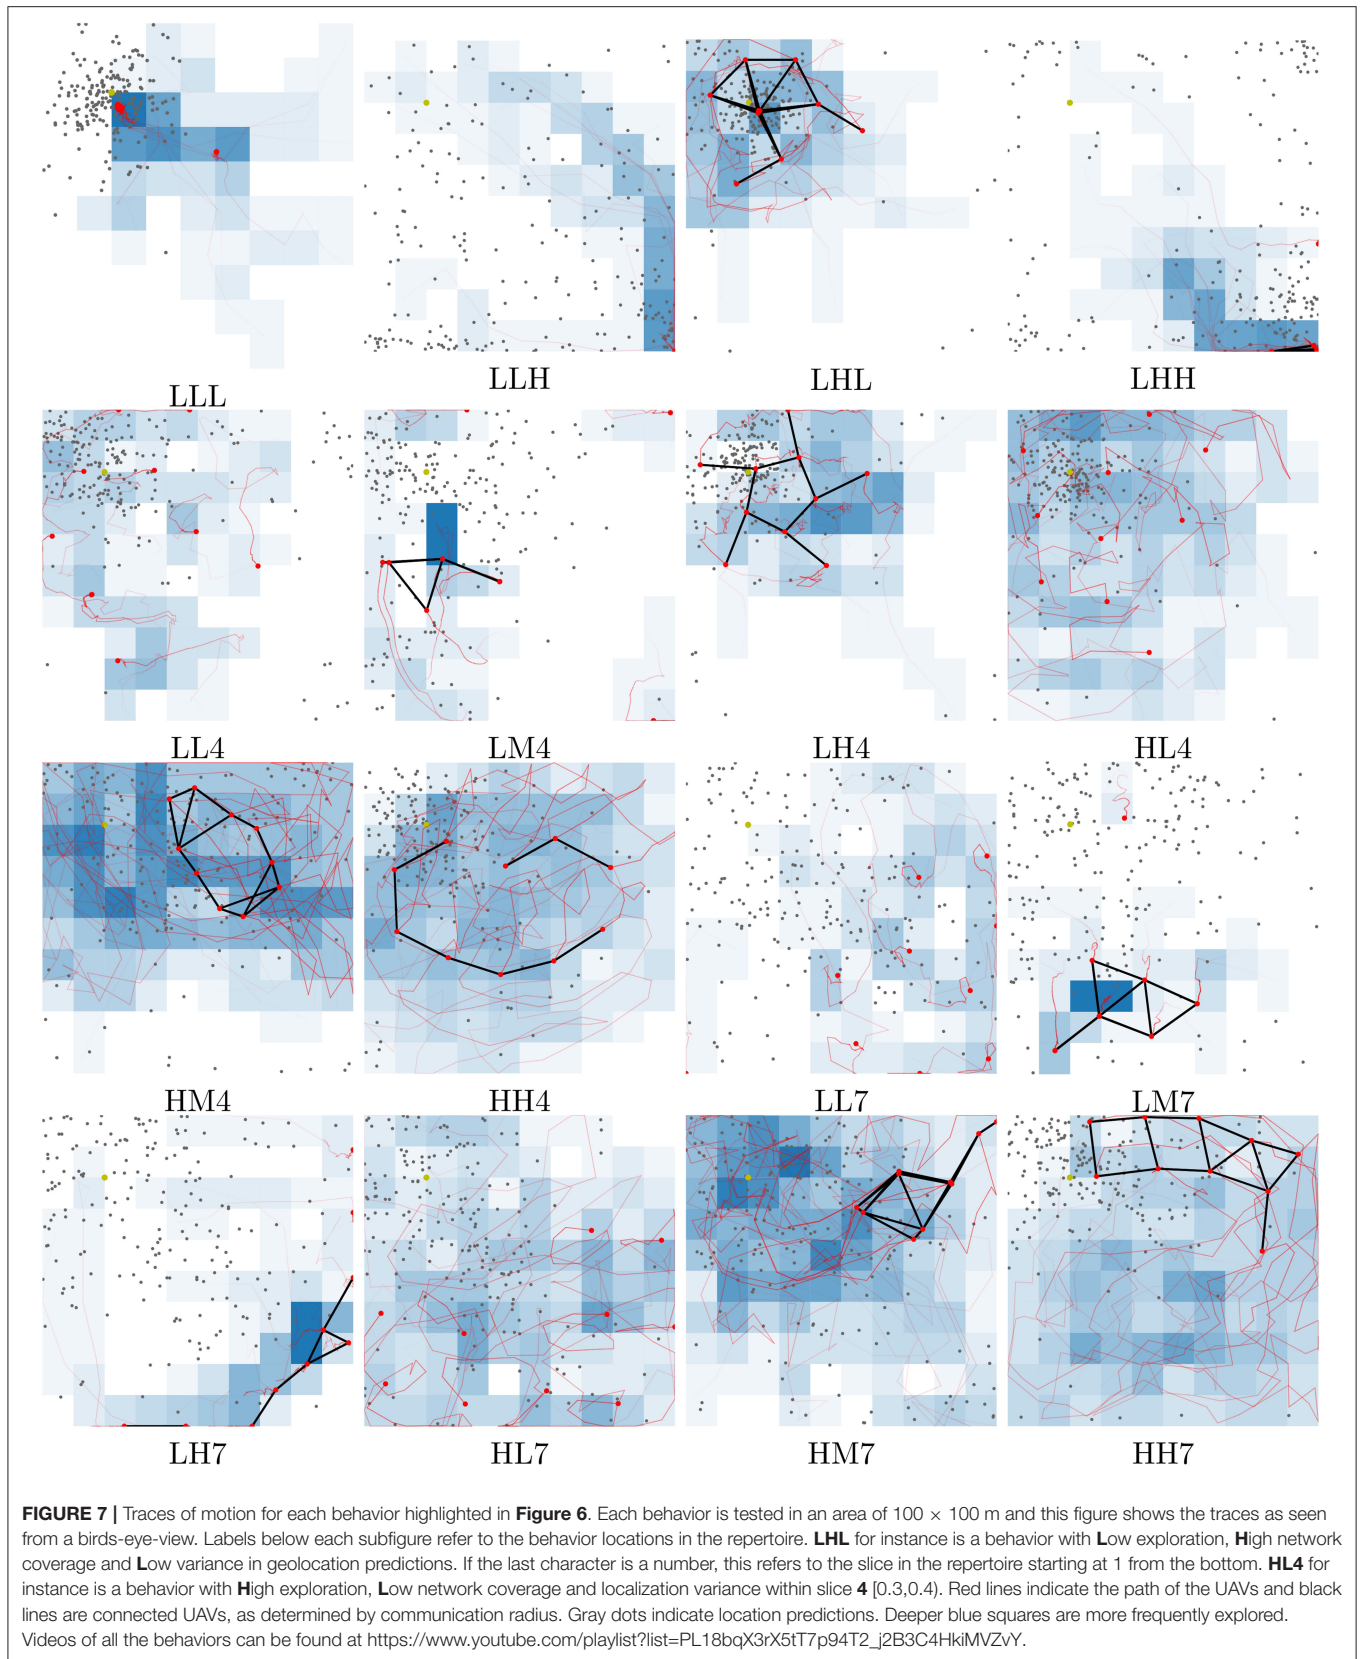 LLL
LLH
LHL
LHH
LL4
LM4
LH4
HL4
HM4
HH4
LL7
LM7
LH7
HL7
HM7
HH7
FIGURE 7 | Traces of motion for each behavior highlighted in Figure 6. Each behavior is tested in an area of 100 × 100 m and this figure shows the traces as seen
from a birds-eye-view. Labels below each subfigure refer to the behavior locations in the repertoire. LHL for instance is a behavior with Low exploration, High network
coverage and Low variance in geolocation predictions. If the last character is a number, this refers to the slice in the repertoire starting at 1 from the bottom. HL4 for
instance is a behavior with High exploration, Low network coverage and localization variance within slice 4 [0.3,0.4). Red lines indicate the path of the UAVs and black
lines are connected UAVs, as determined by communication radius. Gray dots indicate location predictions. Deeper blue squares are more frequently explored.
Videos of all the behaviors can be found at https://www.youtube.com/playlist?list=PL18bqX3rX5tT7p94T2_j2B3C4HkiMVZvY.